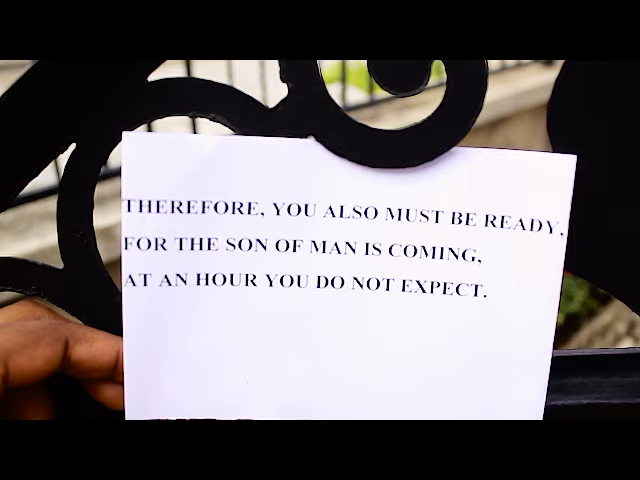 THEREFORE, YOU ALSO MUST BE READY,
FOR THE SON OF MAN IS COMING,
AT AN HOUR YOU DO NOT EXPECT.